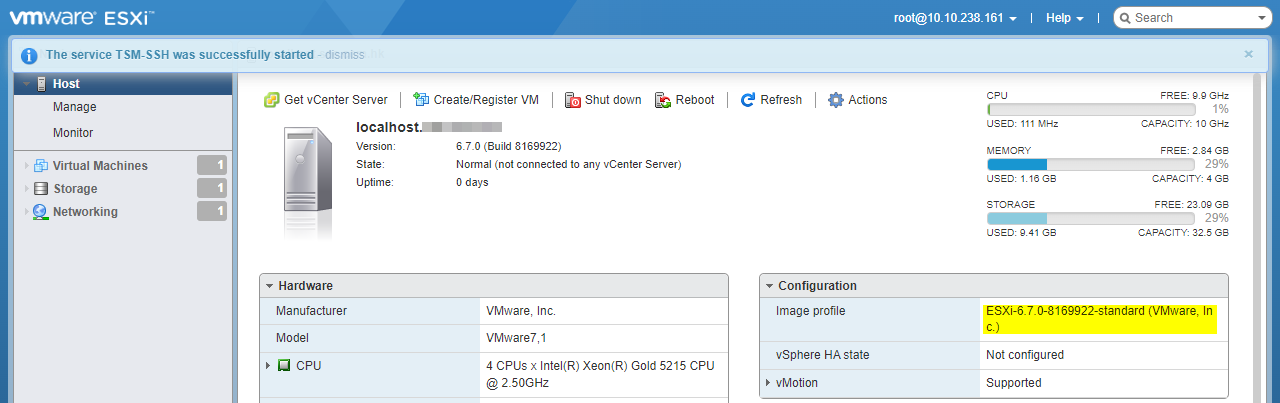 vmware ESXi™
root@10.10.238.161
Help
Search
The service TSM-SSH was successfully started - dismiss
Host
Manage
Monitor
Virtual Machines 1
Storage 1
Networking 1
Get vCenter Server
Create/Register VM
Shut down
Reboot
Refresh
Actions
localhost.
Version: 6.7.0 (Build 8169922)
State: Normal (not connected to any vCenter Server)
Uptime: 0 days
CPU FREE: 9.9 GHz
1%
USED: 111 MHz CAPACITY: 10 GHz
MEMORY FREE: 2.84 GB
29%
USED: 1.16 GB CAPACITY: 4 GB
STORAGE FREE: 23.09 GB
29%
USED: 9.41 GB CAPACITY: 32.5 GB
Hardware
Manufacturer VMware, Inc.
Model VMware7,1
CPU 4 CPUs x Intel(R) Xeon(R) Gold 5215 CPU
@ 2.50GHz
Configuration
Image profile ESXi-6.7.0-8169922-standard (VMware, In
c.)
vSphere HA state Not configured
vMotion Supported